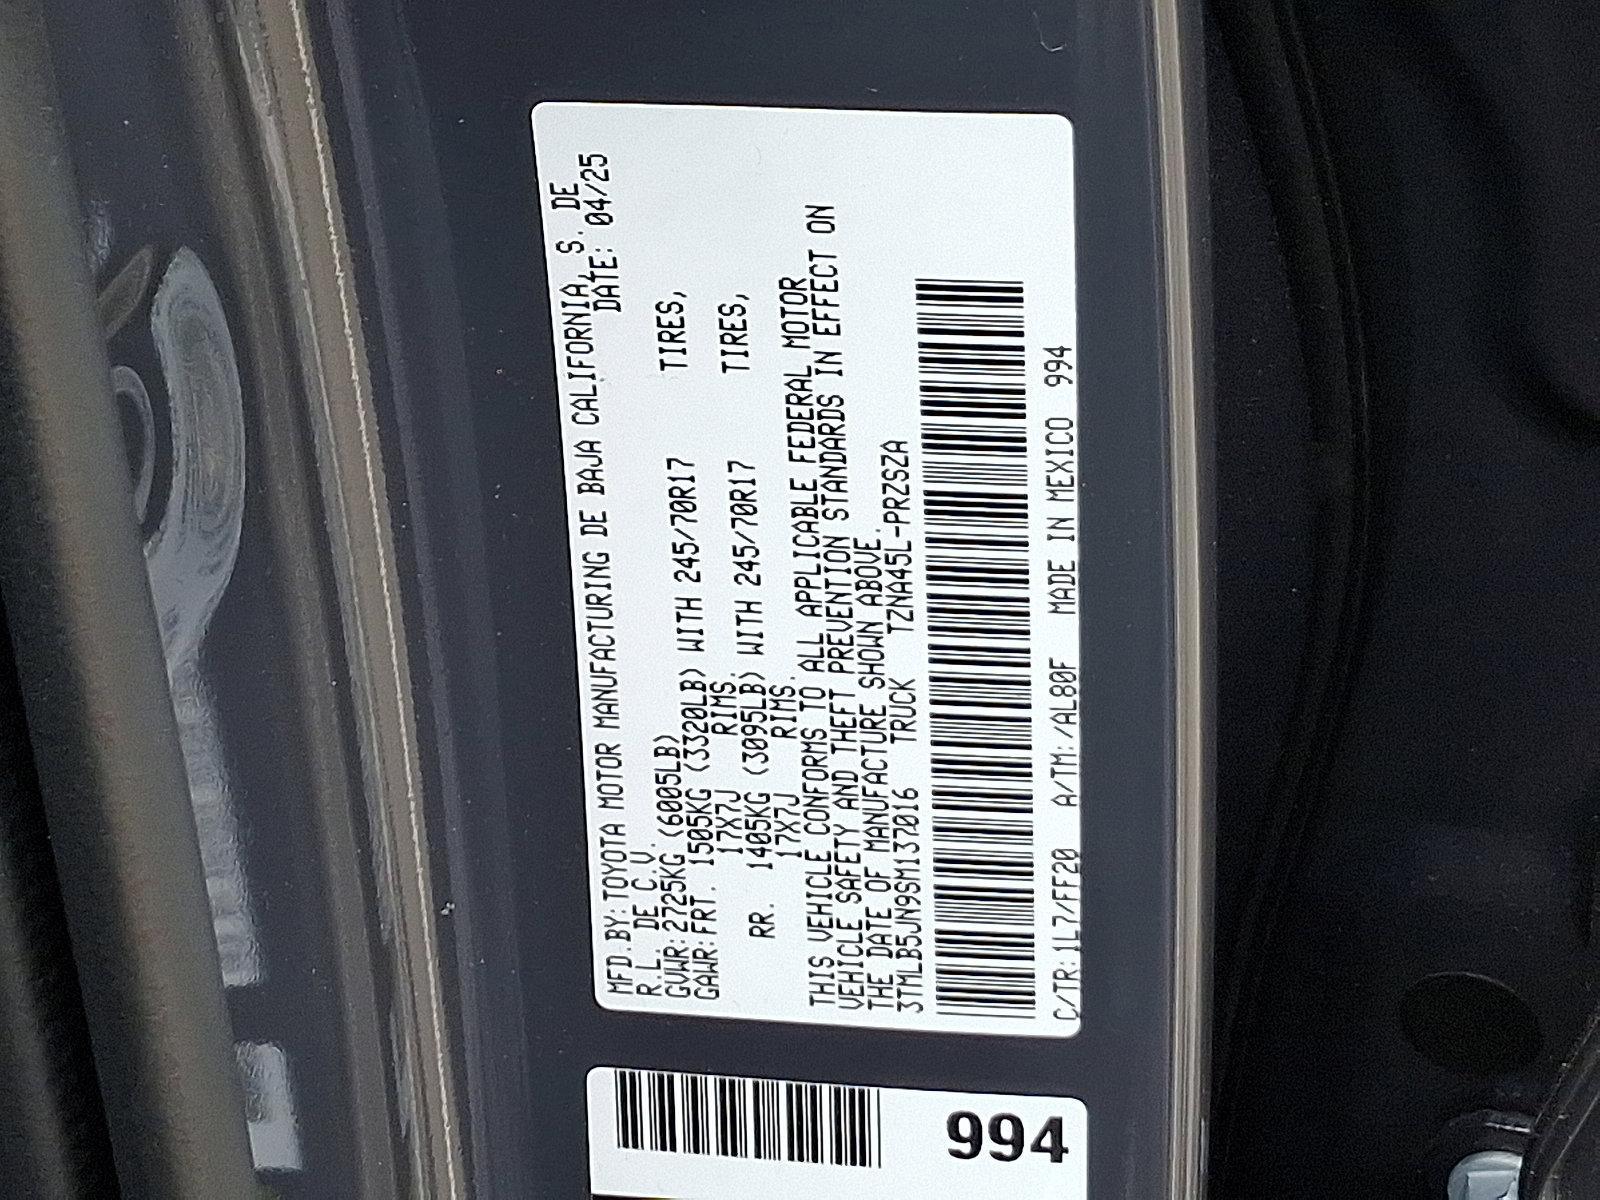 MFD.BY:TOYOTA MOTOR MANUFACTURING DE BAJA CALIFORNIA, S. DE
R.L. DE C.V. DATE: 04/25
GVWR:2725KG (6005LB)
GAWR:FRT. 1505KG (3320LB) WITH 245/70R17 TIRES,
17X7J RIMS.
RR. 1405KG (3095LB) WITH 245/70R17 TIRES,
17X7J RIMS.
THIS VEHICLE CONFORMS TO ALL APPLICABLE FEDERAL MOTOR
VEHICLE SAFETY AND THEFT PREVENTION STANDARDS IN EFFECT ON
THE DATE OF MANUFACTURE SHOWN ABOVE.
3TMLB5JN9SM137016 TRUCK TZNA45L-PRZSZA
C/TR:1L7/FF20 A/TM:/AL80F MADE IN MEXICO 994
994